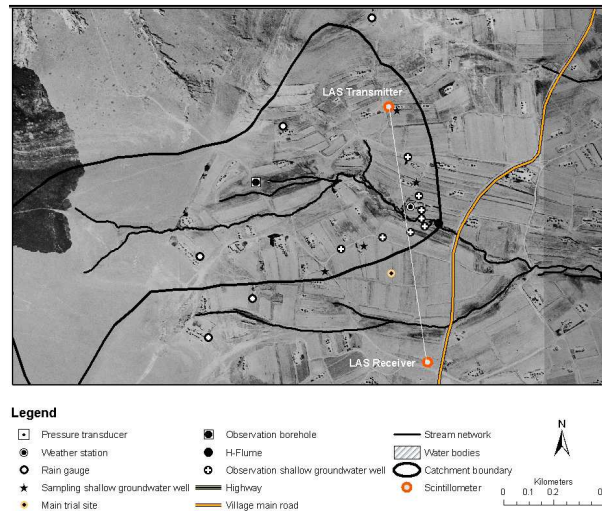 LAS Transmitter
LAS Receiver
Legend
Pressure transducer
Weather station
Rain gauge
Sampling shallow groundwater well
Main trial site
Observation borehole
H-Flume
Observation shallow groundwater well
Highway
Village main road
Stream network
Water bodies
Catchment boundary
Scintillometer
N
Kilometers
0 0.1 0.2